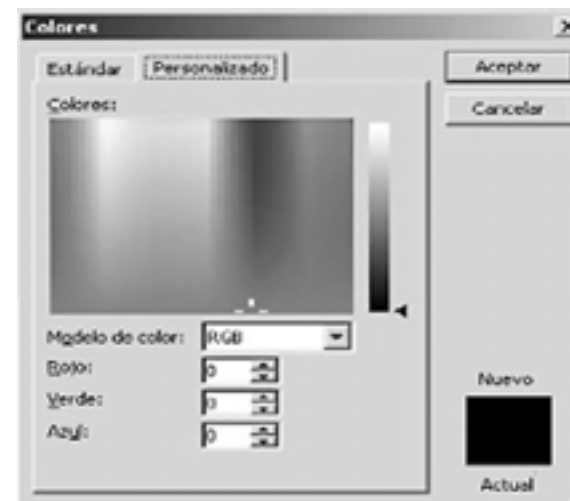 Colores
Estándar Personalizado
Aceptar
Colores:
Cancelar
Modelo de color: RGB
Rojo: 0
Verde: 0
Azul: 0
Nuevo
Actual